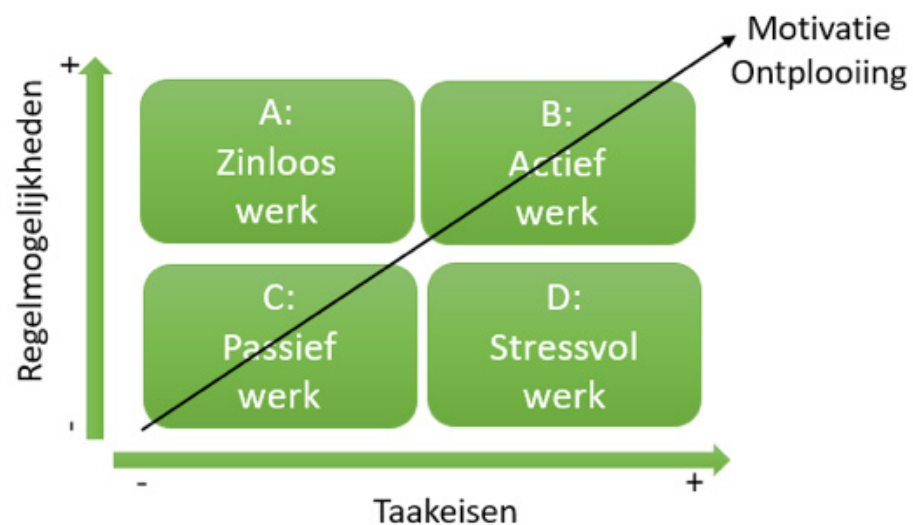 Motivatie
Ontplooiing
+
Regelmogelijkheden
-
A:
Zinloos
werk
B:
Actief
werk
C:
Passief
werk
D:
Stressvol
werk
-
+
Taakeisen